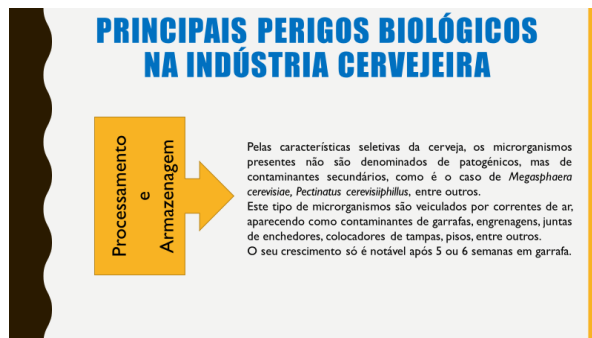 PRINCIPAIS PERIGOS BIOLÓGICOS
NA INDÚSTRIA CERVEJEIRA
Processamento
e
Armazenagem
Pelas características seletivas da cerveja, os microrganismos
presentes não são denominados de patogénicos, mas de
contaminantes secundários, como é o caso de Megasphaera
cerevisiae, Pectinatus cerevisiiphillus, entre outros.
Este tipo de microrganismos são veiculados por correntes de ar,
aparecendo como contaminantes de garrafas, engrenagens, juntas
de enchedores, colocadores de tampas, pisos, entre outros.
O seu crescimento só é notável após 5 ou 6 semanas em garrafa.